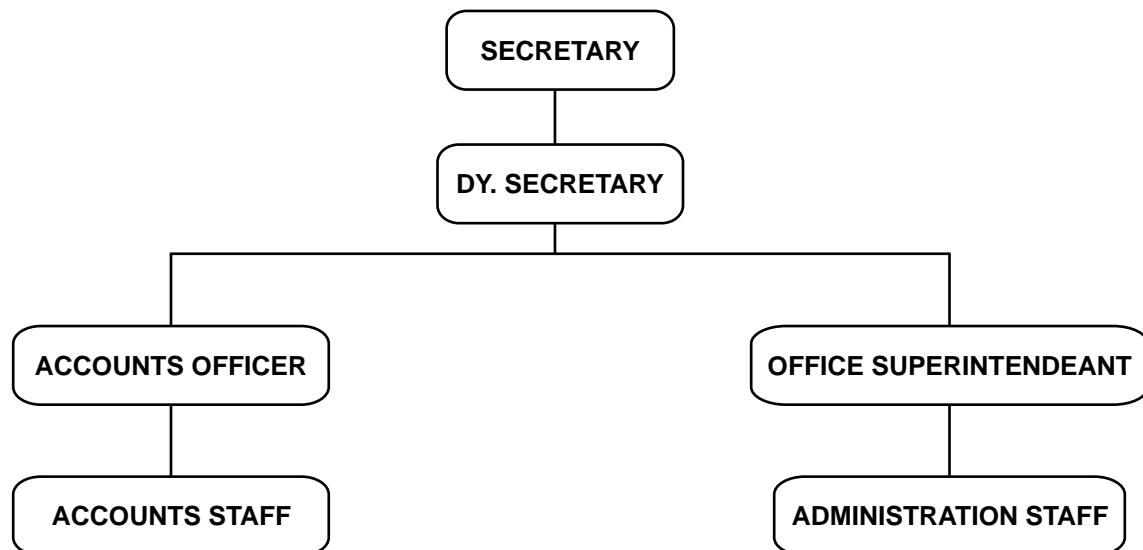 SECRETARY
DY. SECRETARY
ACCOUNTS OFFICER
OFFICE SUPERINTENDEANT
ACCOUNTS STAFF
ADMINISTRATION STAFF